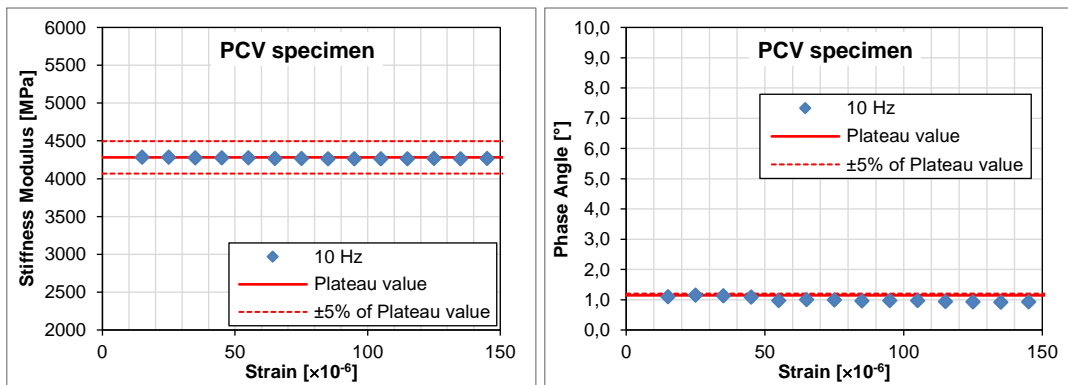 PCV specimen
Stiffness Modulus [MPa]
6000
5500
5000
4500
4000
3500
3000
2500
2000
10 Hz
Plateau value
±5% of Plateau value
0
50
100
150
Strain [×10-6]
PCV specimen
Phase Angle [°]
10,0
9,0
8,0
7,0
6,0
5,0
4,0
3,0
2,0
1,0
0,0
10 Hz
Plateau value
±5% of Plateau value
0
50
100
150
Strain [×10-6]